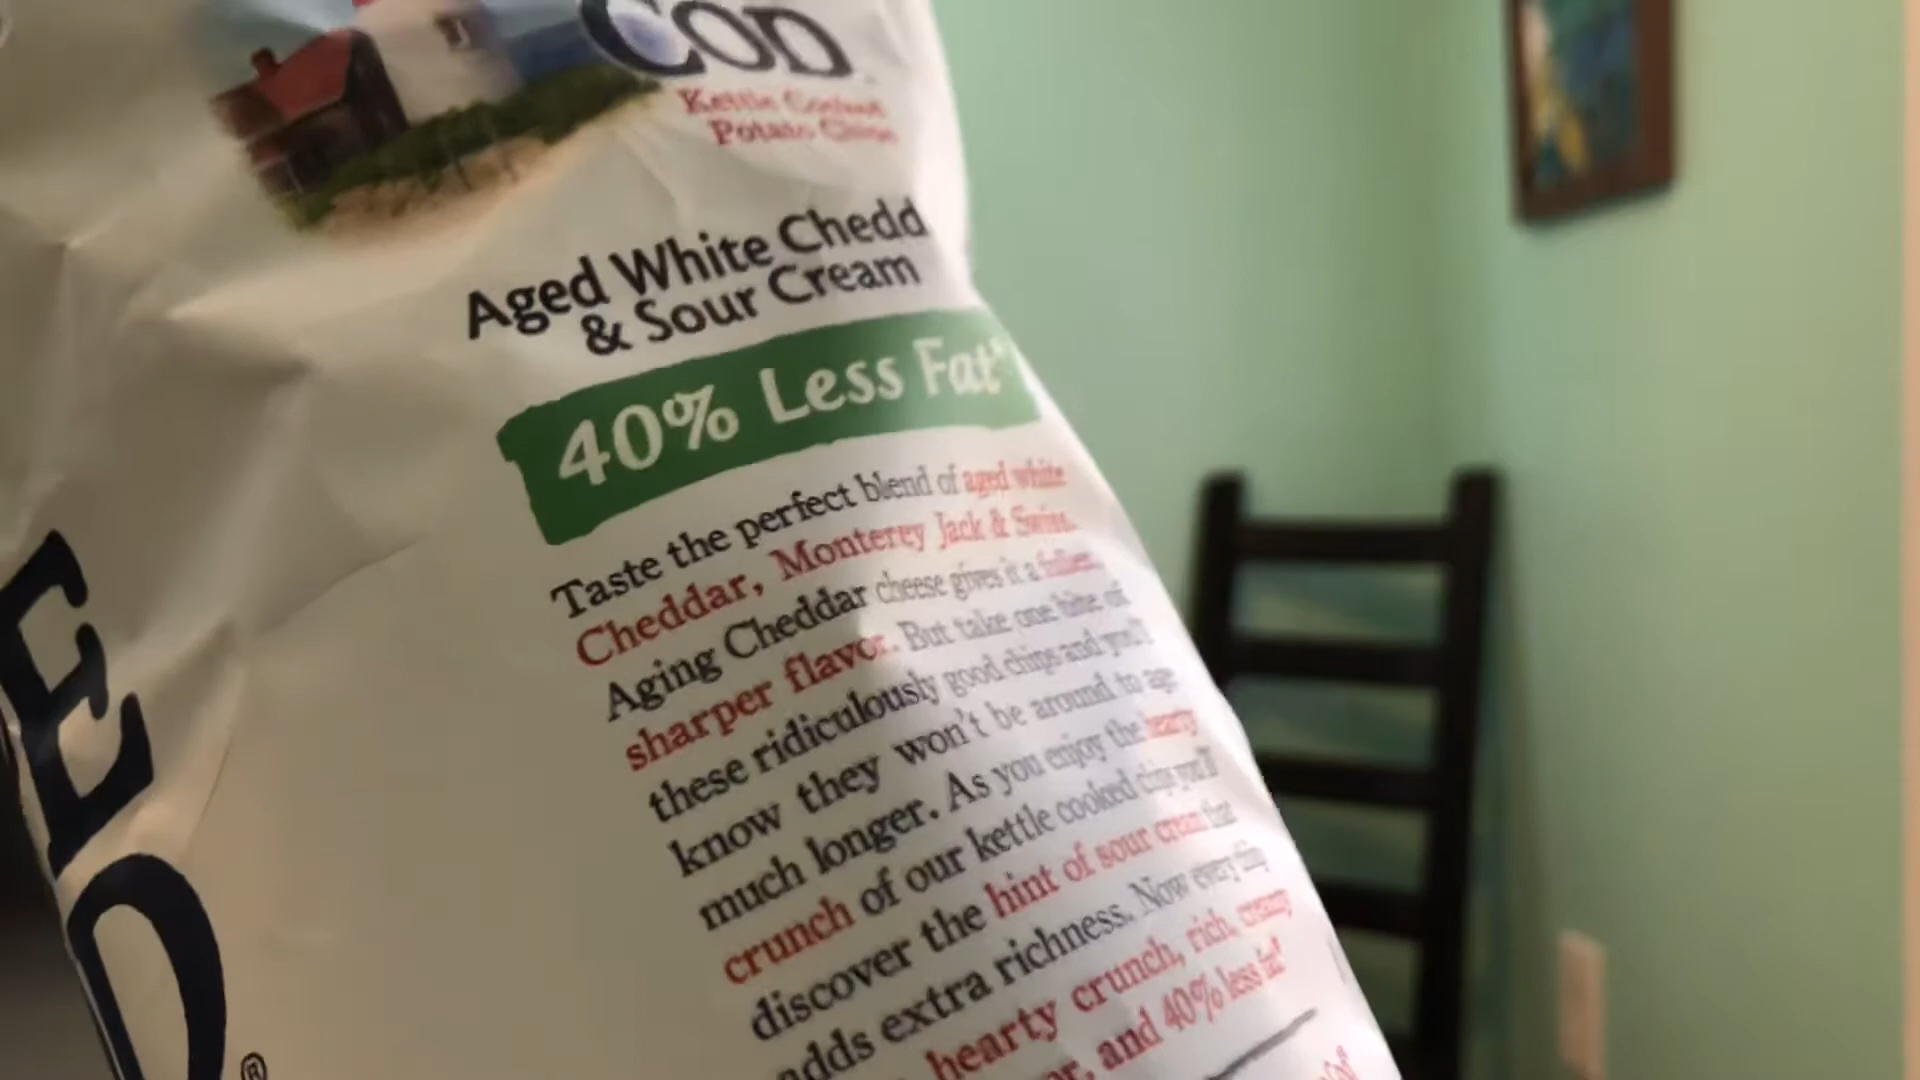 COD
Kettle Cooked
Potato Chips
Aged White Chedd
& Sour Cream
40% Less Fat*
Taste the perfect blend of aged white
Cheddar, Monterey Jack & Swiss.
Aging Cheddar cheese gives it a fuller,
sharper flavor. But take one bite of
these ridiculously good chips and you'll
know they won't be around to age
much longer. As you enjoy the hearty
crunch of our kettle cooked chip you'll
discover the hint of sour cream that
adds extra richness. Now every chip
hearty crunch, rich, creamy
and 40% less fat*
E
D®